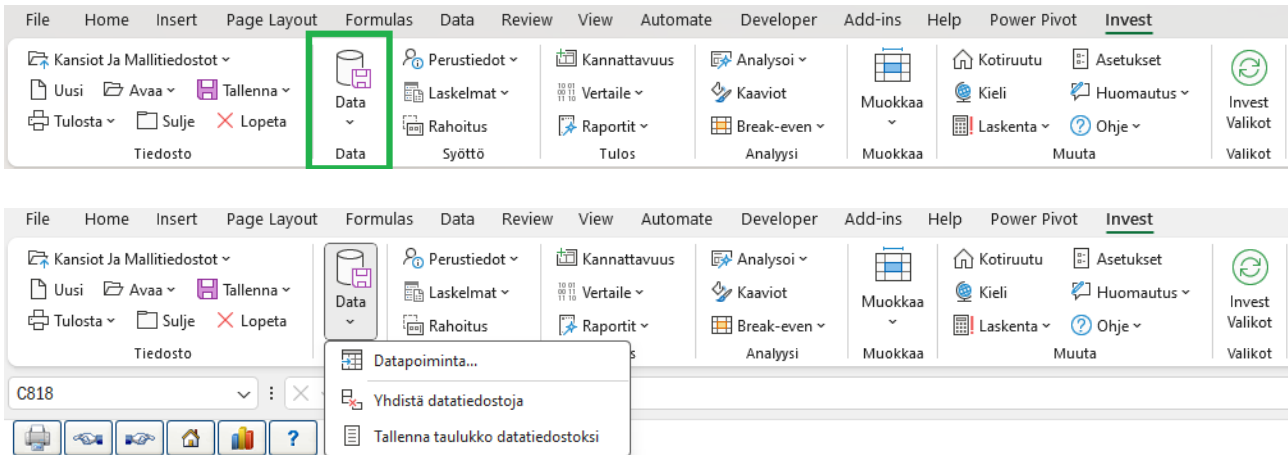 File Home Insert Page Layout Formulas Data Review View Automate Developer Add-ins Help Power Pivot Invest
Kansiot Ja Mallitiedostot Data Perustiedot Kannattavuus Analysoi Muokkaa Kotiruutu Asetukset Invest Valikot
Uusi Avaa Tallenna Laskelmat Vertaile Kaaviot Kieli Huomautus
Tulosta Sulje Lopeta Rahoitus Raportit Break-even Laskenta Ohje
Tiedosto Data Syöttö Tulos Analyysi Muokkaa Muuta Valikot
File Home Insert Page Layout Formulas Data Review View Automate Developer Add-ins Help Power Pivot Invest
Kansiot Ja Mallitiedostot Data Perustiedot Kannattavuus Analysoi Muokkaa Kotiruutu Asetukset Invest Valikot
Uusi Avaa Tallenna Laskelmat Vertaile Kaaviot Kieli Huomautus
Tulosta Sulje Lopeta Rahoitus Raportit Break-even Laskenta Ohje
Tiedosto Analyysi Muokkaa Muuta Valikot
Datapoiminta...
C818
Yhdistä datatiedostoja
Tallenna taulukko datatiedostoksi